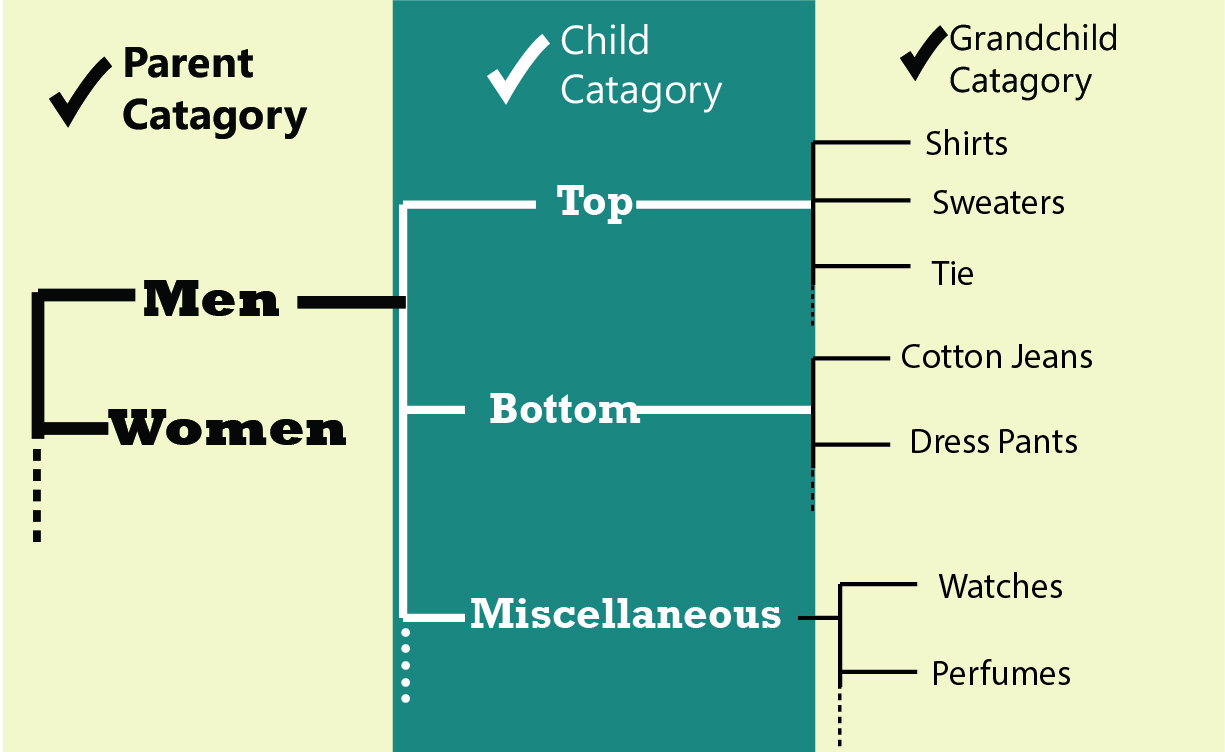 Parent
Catagory
Child
Catagory
Grandchild
Catagory
Men
Women
Top
Bottom
Miscellaneous
Shirts
Sweaters
Tie
Cotton Jeans
Dress Pants
Watches
Perfumes